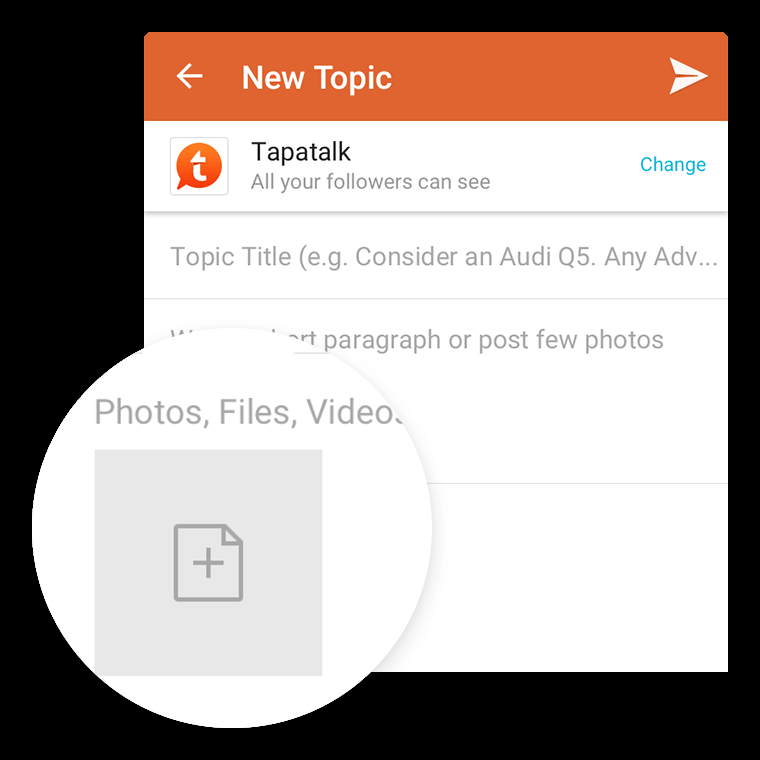 New Topic
Tapatalk
All your followers can see
Change
Topic Title (e.g. Consider an Audi Q5. Any Adv...
paragraph or post few photos
Photos, Files, Videos